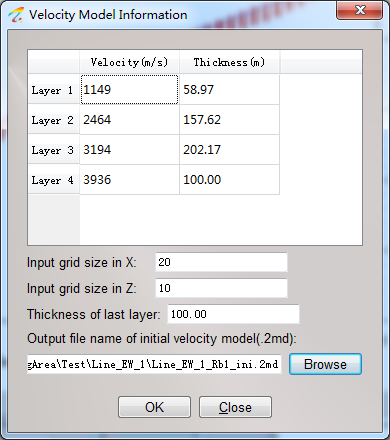 Velocity Model Information
Velocity(m/s) Thickness(m)
Layer 1 1149 58.97
Layer 2 2464 157.62
Layer 3 3194 202.17
Layer 4 3936 100.00
Input grid size in X: 20
Input grid size in Z: 10
Thickness of last layer: 100.00
Output file name of initial velocity model(.2md):
gArea\Test\Line_EW_1\Line_EW_1_Rb1_ini.2md Browse
OK Close